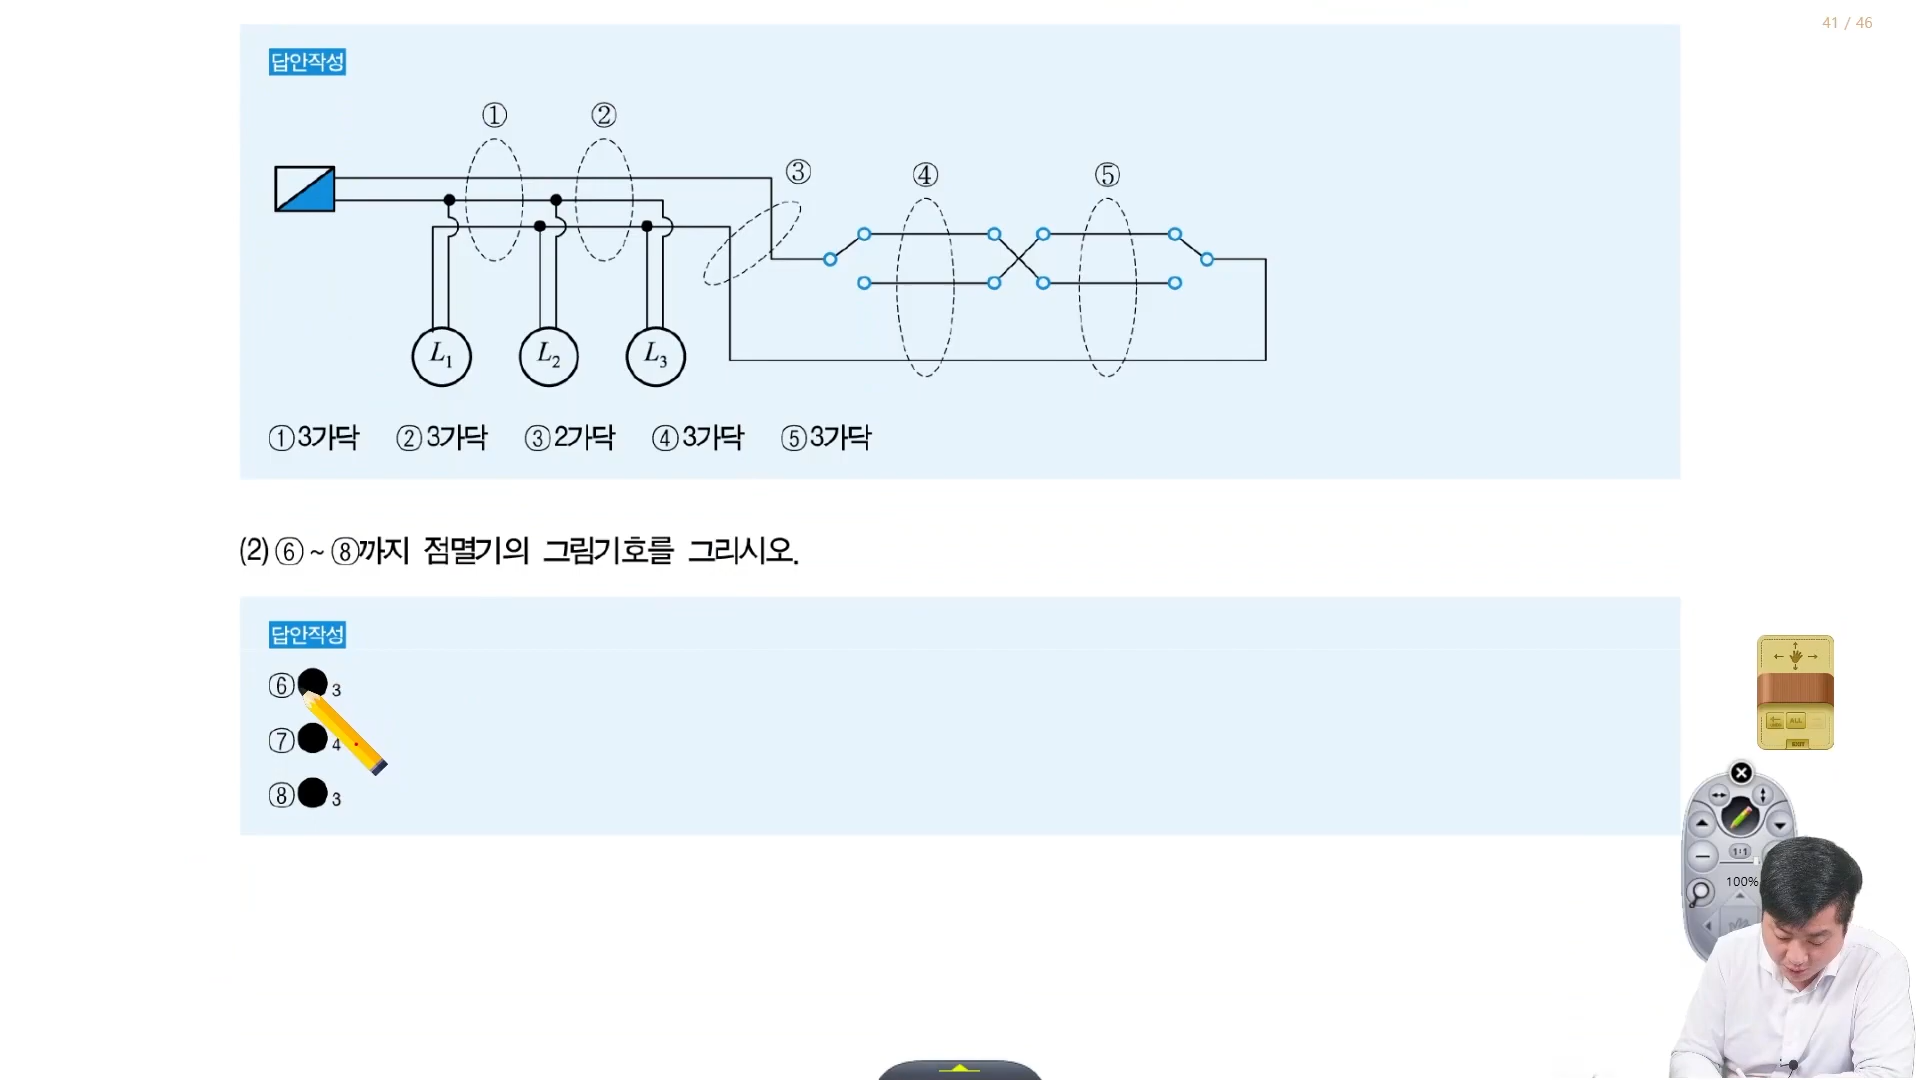 41 / 46
답안작성
① ②
③ ④ ⑤
L1 L2 L3
①3가닥 ②3가닥 ③2가닥 ④3가닥 ⑤3가닥
(2) ⑥ ~ ⑧까지 점멸기의 그림기호를 그리시오.
답안작성
⑥●3
⑦●4
⑧●3
ALL
EXIT
1:1
100%